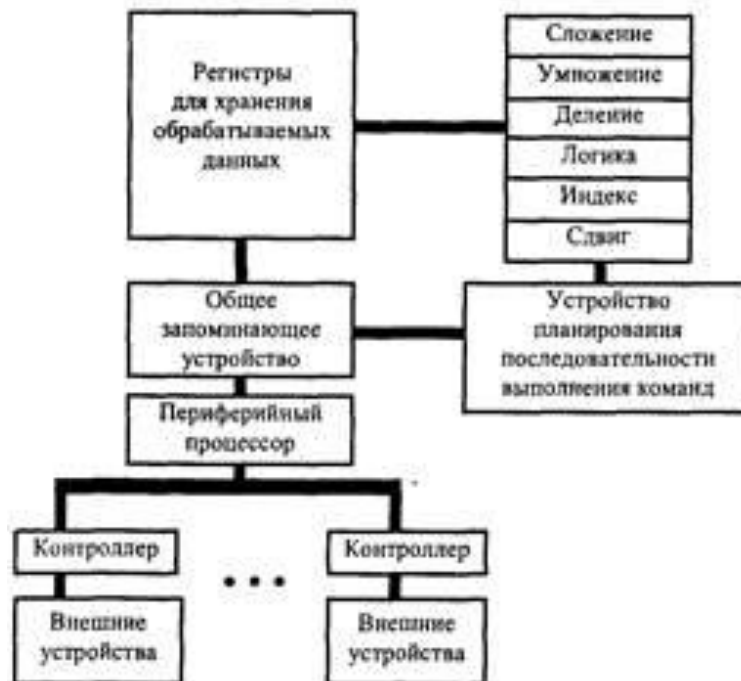 Регистры
для хранения
обрабатываемых
данных
Сложение
Умножение
Деление
Логика
Индекс
Сдвиг
Общее
запоминающее
устройство
Устройство
планирования
последовательности
выполнения команд
Периферийный
процессор
Контроллер
Контроллер
Внешние
устройства
Внешние
устройства